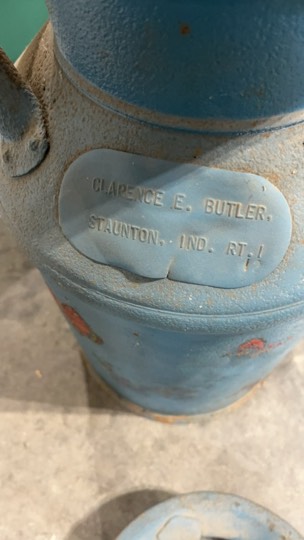 CLARENCE E. BUTLER.
STAUNTON. IND. RT.1